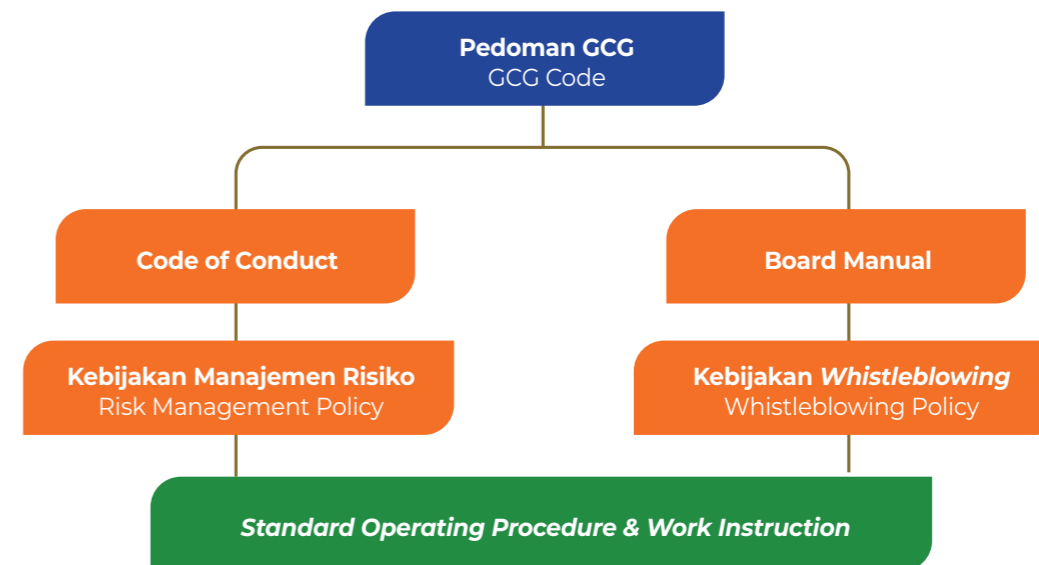 Pedoman GCG
GCG Code
Code of Conduct
Board Manual
Kebijakan Manajemen Risiko
Risk Management Policy
Kebijakan Whistleblowing
Whistleblowing Policy
Standard Operating Procedure & Work Instruction